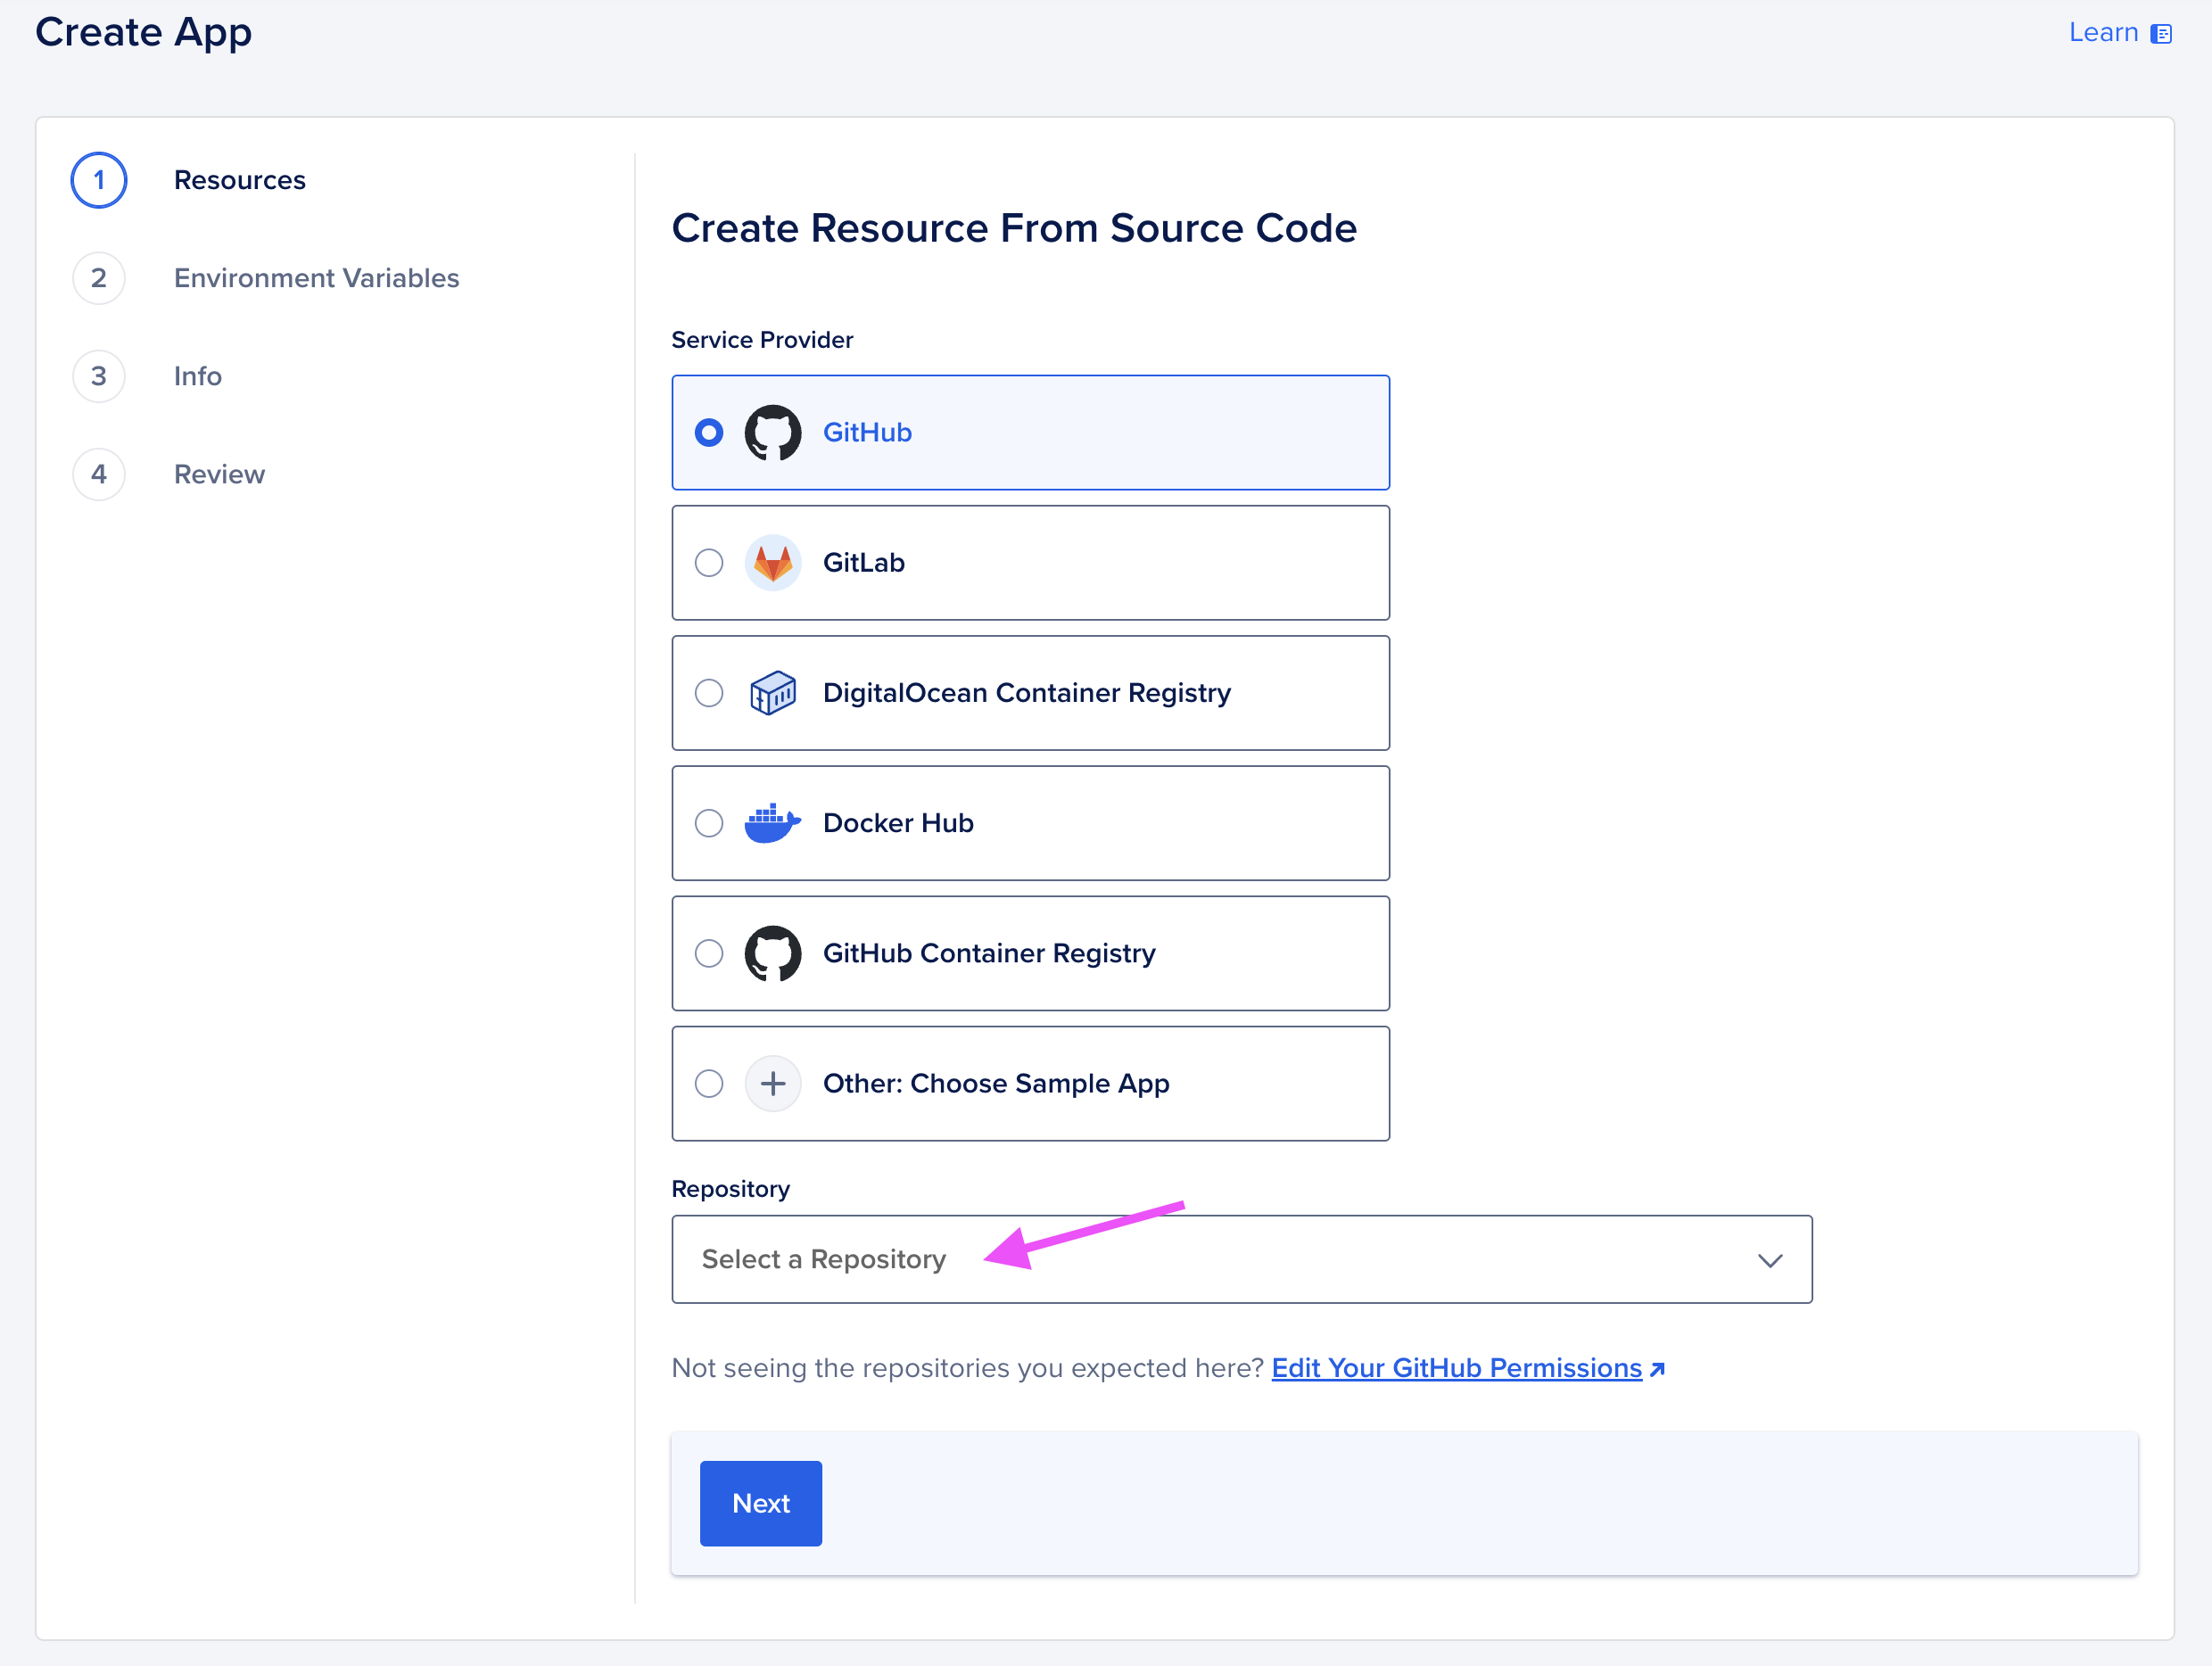 Create App
Learn
1 Resources
2 Environment Variables
3 Info
4 Review
Create Resource From Source Code
Service Provider
GitHub
GitLab
DigitalOcean Container Registry
Docker Hub
GitHub Container Registry
Other: Choose Sample App
Repository
Select a Repository
Not seeing the repositories you expected here? Edit Your GitHub Permissions
Next